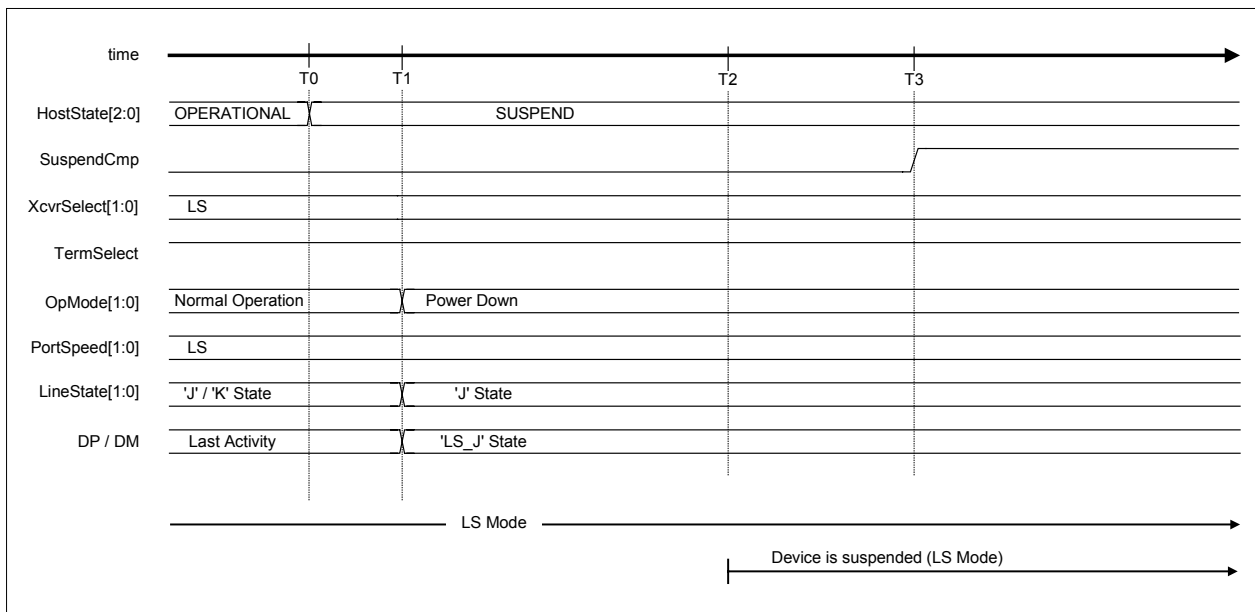 time
T0 T1 T2 T3
HostState[2:0] OPERATIONAL SUSPEND
SuspendCmp
XcvrSelect[1:0] LS
TermSelect
OpMode[1:0] Normal Operation Power Down
PortSpeed[1:0] LS
LineState[1:0] 'J' / 'K' State 'J' State
DP / DM Last Activity 'LS_J' State
LS Mode
Device is suspended (LS Mode)